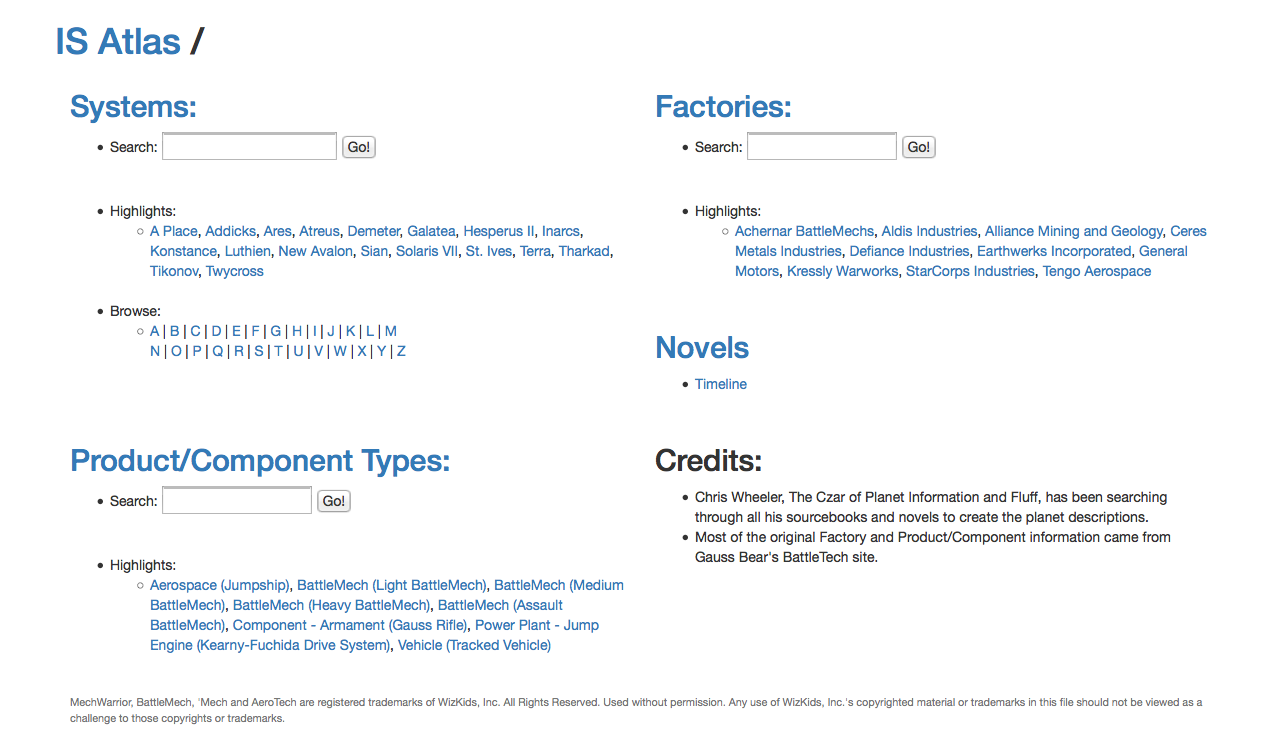 IS Atlas /
Systems:
Search: Go!
Highlights:
A Place, Addicks, Ares, Atreus, Demeter, Galatea, Hesperus II, Inarcs,
Konstance, Luthien, New Avalon, Sian, Solaris VII, St. Ives, Terra, Tharkad,
Tikonov, Twycross
Browse:
A | B | C | D | E | F | G | H | I | J | K | L | M
N | O | P | Q | R | S | T | U | V | W | X | Y | Z
Factories:
Search: Go!
Highlights:
Achernar BattleMechs, Aldis Industries, Alliance Mining and Geology, Ceres
Metals Industries, Defiance Industries, Earthwerks Incorporated, General
Motors, Kressly Warworks, StarCorps Industries, Tengo Aerospace
Novels
Timeline
Product/Component Types:
Search: Go!
Highlights:
Aerospace (Jumpship), BattleMech (Light BattleMech), BattleMech (Medium
BattleMech), BattleMech (Heavy BattleMech), BattleMech (Assault
BattleMech), Component - Armament (Gauss Rifle), Power Plant - Jump
Engine (Kearny-Fuchida Drive System), Vehicle (Tracked Vehicle)
Credits:
Chris Wheeler, The Czar of Planet Information and Fluff, has been searching
through all his sourcebooks and novels to create the planet descriptions.
Most of the original Factory and Product/Component information came from
Gauss Bear's BattleTech site.
MechWarrior, BattleMech, 'Mech and AeroTech are registered trademarks of WizKids, Inc. All Rights Reserved. Used without permission. Any use of WizKids, Inc.'s copyrighted material or trademarks in this file should not be viewed as a
challenge to those copyrights or trademarks.